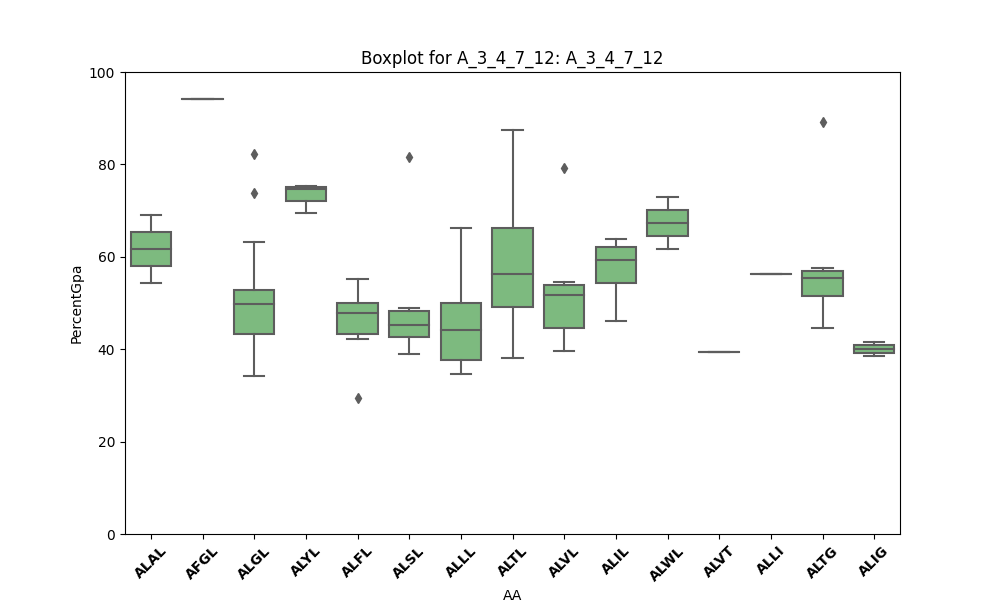 Boxplot for A_3_4_7_12: A_3_4_7_12
PercentGpa
100
80
60
40
20
0
ALAL AFGL ALGL ALYL ALFL ALSL ALLL ALTL ALVL ALIL ALWL ALVT ALLI ALTG ALIG
AA